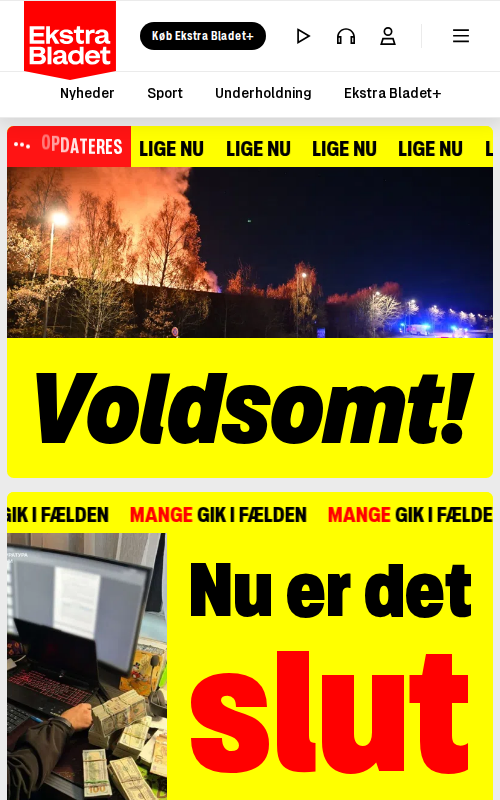 Ekstra
Bladet
Køb Ekstra Bladet+
Nyheder
Sport
Underholdning
Ekstra Bladet+
OPDATERES
LIGE NU LIGE NU LIGE NU LIGE NU
Voldsomt!
GIK I FÆLDEN MANGE GIK I FÆLDEN MANGE GIK I FÆLDE
Nu er det
slut